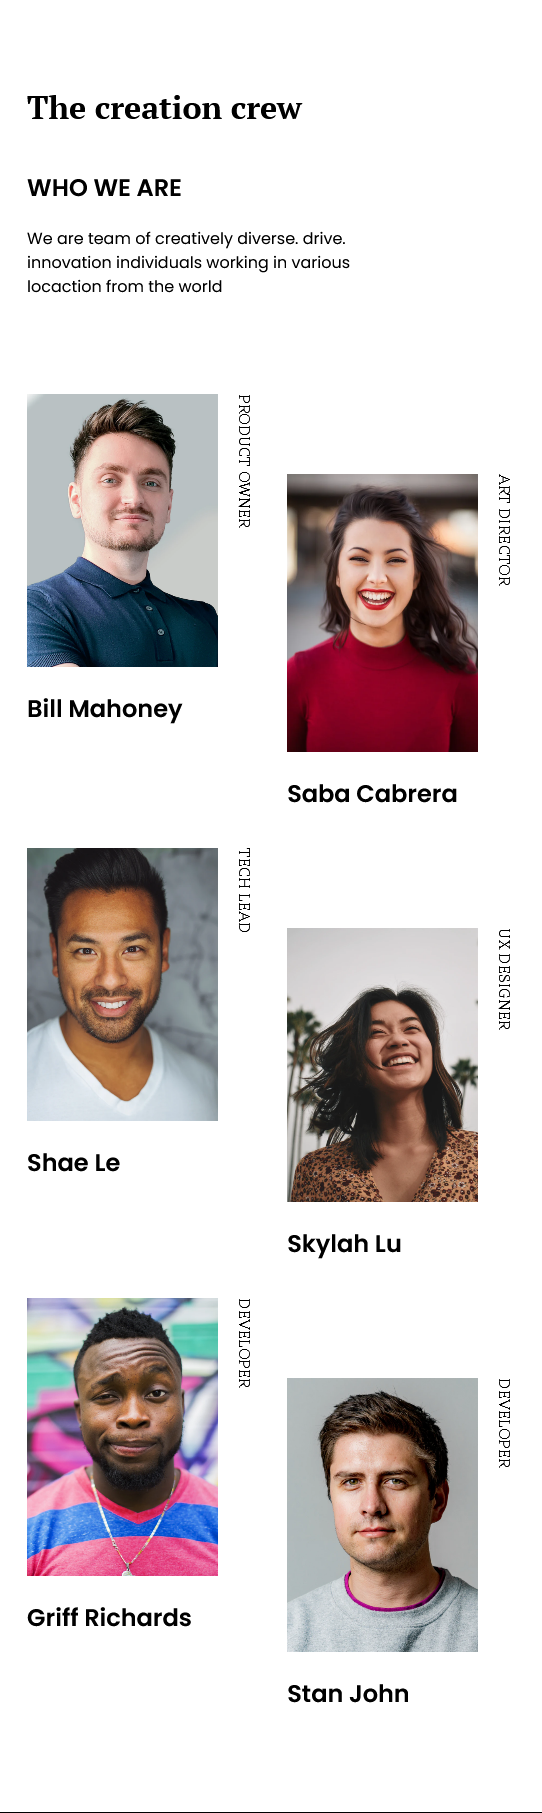 The creation crew
WHO WE ARE
We are team of creatively diverse. drive.
innovation individuals working in various
locaction from the world
PRODUCT OWNER
Bill Mahoney
ART DIRECTOR
Saba Cabrera
TECH LEAD
Shae Le
UX DESIGNER
Skylah Lu
DEVELOPER
Griff Richards
DEVELOPER
Stan John